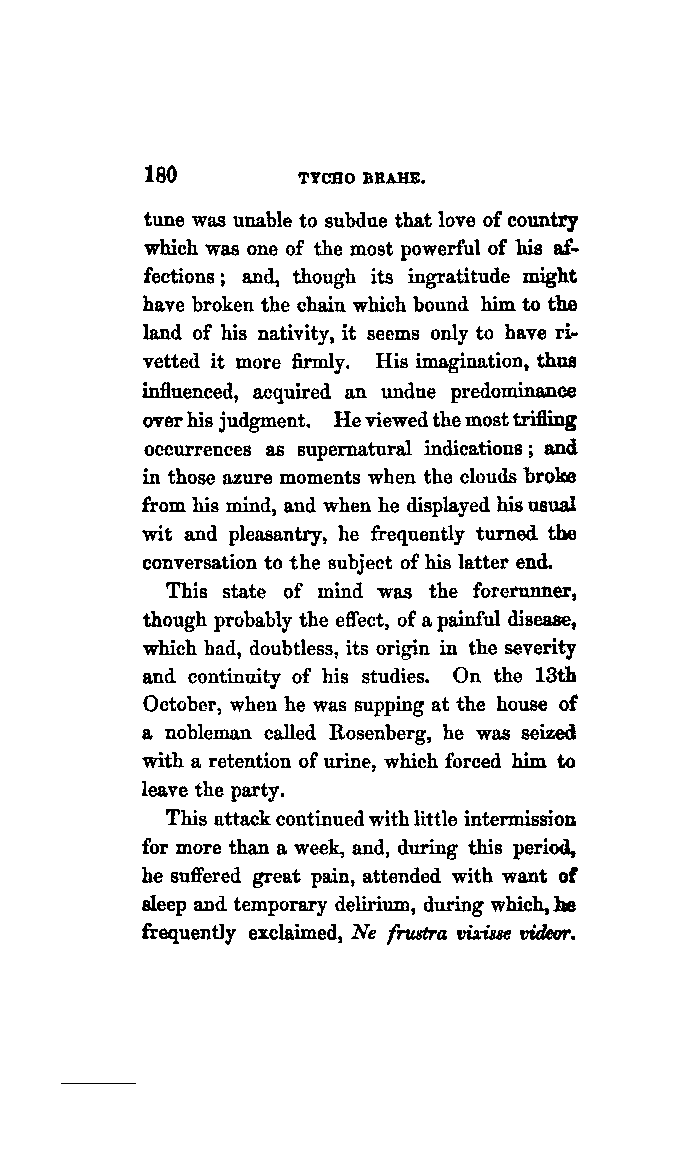 180 TYCHO BRAHE.
tune was unable to subdue that love of country
which was one of the most powerful of his af-
fections; and, though its ingratitude might
have broken the chain which bound him to the
land of his nativity, it seems only to have ri-
vetted it more firmly. His imagination, thus
influenced, acquired an undue predominance
over his judgment. He viewed the most trifling
occurrences as supernatural indications; and
in those azure moments when the clouds broke
from his mind, and when he displayed his usual
wit and pleasantry, he frequently turned the
conversation to the subject of his latter end.
This state of mind was the forerunner,
though probably the effect, of a painful disease,
which had, doubtless, its origin in the severity
and continuity of his studies. On the 13th
October, when he was supping at the house of
a nobleman called Rosenberg, he was seized
with a retention of urine, which forced him to
leave the party.
This attack continued with little intermission
for more than a week, and, during this period,
he suffered great pain, attended with want of
sleep and temporary delirium, during which, he
frequently exclaimed, Ne frustra vixisse videor.